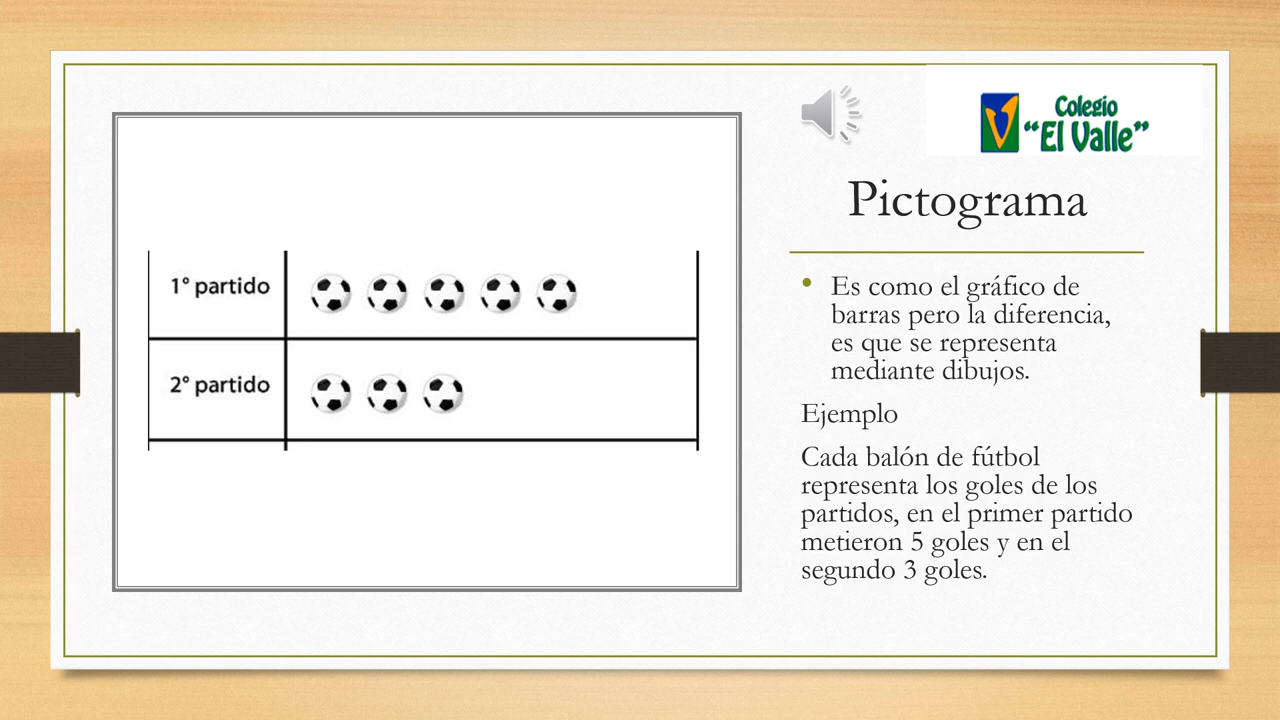 Colegio
“El Valle”
Pictograma
1° partido
2° partido
• Es como el gráfico de
barras pero la diferencia,
es que se representa
mediante dibujos.
Ejemplo
Cada balón de fútbol
representa los goles de los
partidos, en el primer partido
metieron 5 goles y en el
segundo 3 goles.